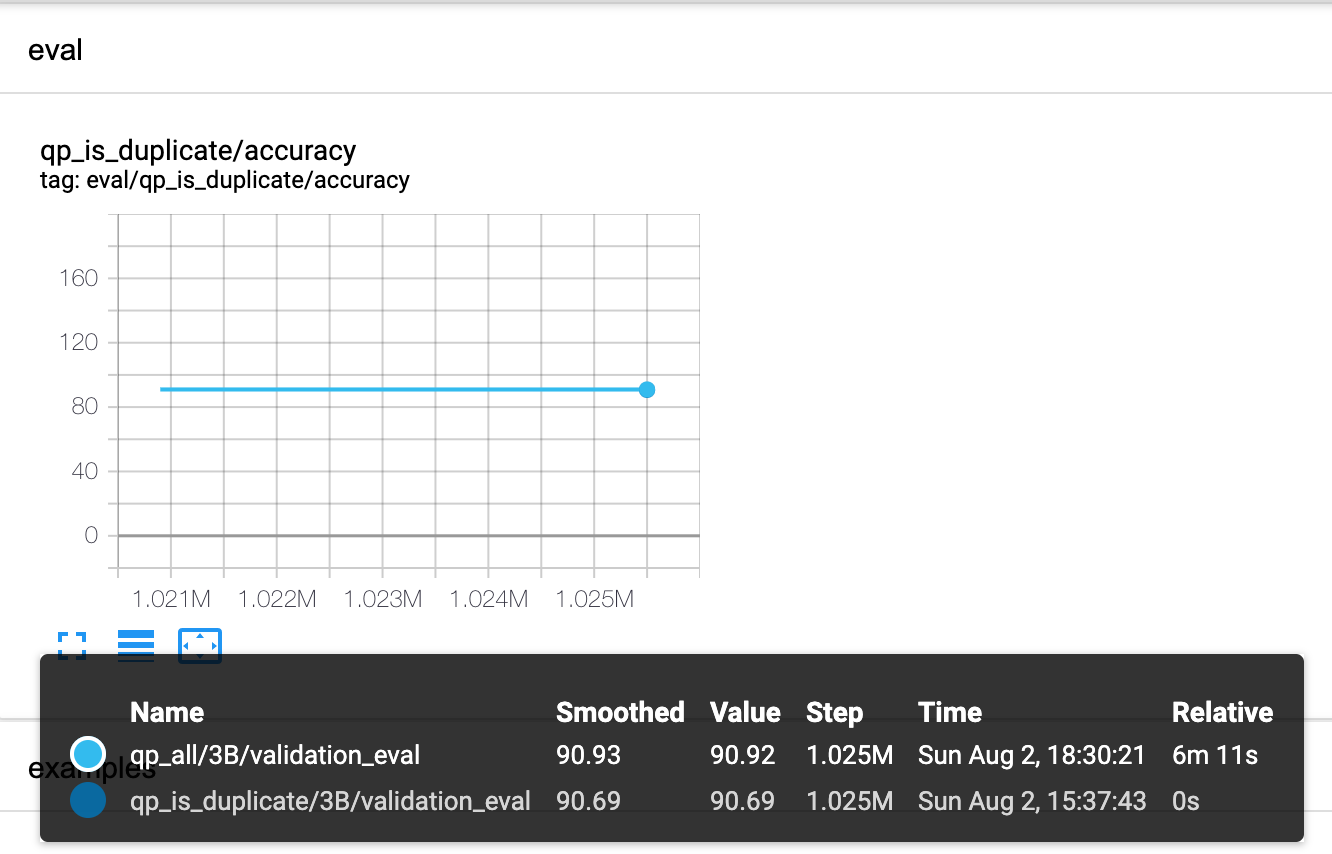 eval
qp_is_duplicate/accuracy
tag: eval/qp_is_duplicate/accuracy
160
120
80
40
0
1.021M 1.022M 1.023M 1.024M 1.025M
Name Smoothed Value Step Time Relative
qp_all/3B/validation_eval 90.93 90.92 1.025M Sun Aug 2, 18:30:21 6m 11s
examples
qp_is_duplicate/3B/validation_eval 90.69 90.69 1.025M Sun Aug 2, 15:37:43 0s